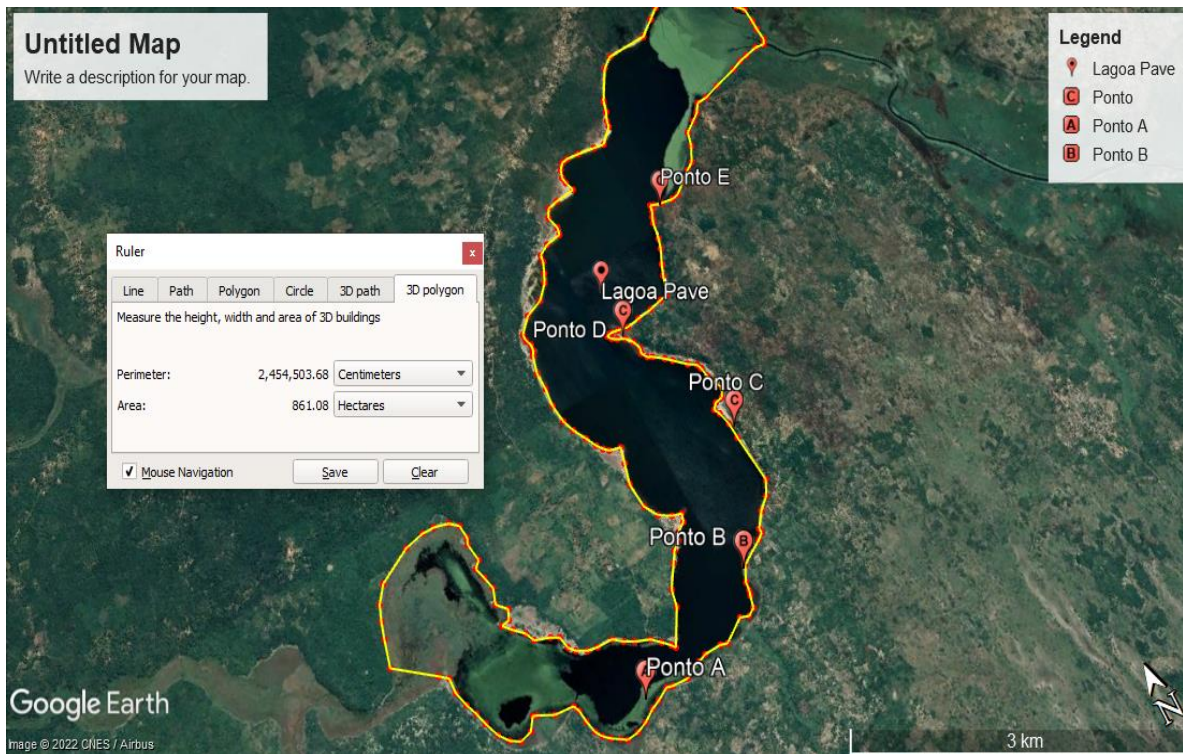 Untitled Map
Write a description for your map.
Legend
Lagoa Pave
C Ponto
A Ponto A
B Ponto B
Ponto E
Ruler
x
Line Path Polygon Circle 3D path 3D polygon
Measure the height, width and area of 3D buildings
Perimeter: 2,454,503.68 Centimeters
Area: 861.08 Hectares
Mouse Navigation Save Clear
Lagoa Pave
C
Ponto D
Ponto C
C
Ponto B
B
Ponto A
Google Earth
N
Image © 2022 CNES / Airbus
3 km